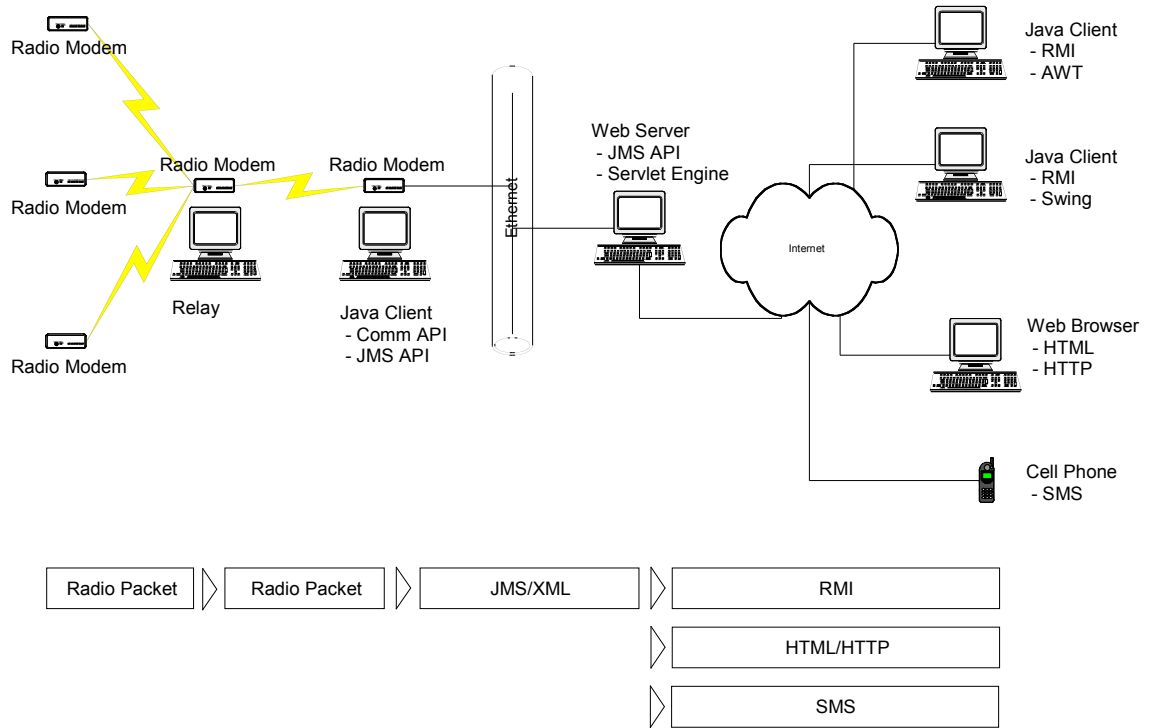 Radio Modem
Radio Modem
Radio Modem
Radio Modem
Relay
Radio Modem
Java Client
- Comm API
- JMS API
Ethernet
Web Server
- JMS API
- Servlet Engine
Internet
Java Client
- RMI
- AWT
Java Client
- RMI
- Swing
Web Browser
- HTML
- HTTP
Cell Phone
- SMS
Radio Packet
Radio Packet
JMS/XML
RMI
HTML/HTTP
SMS